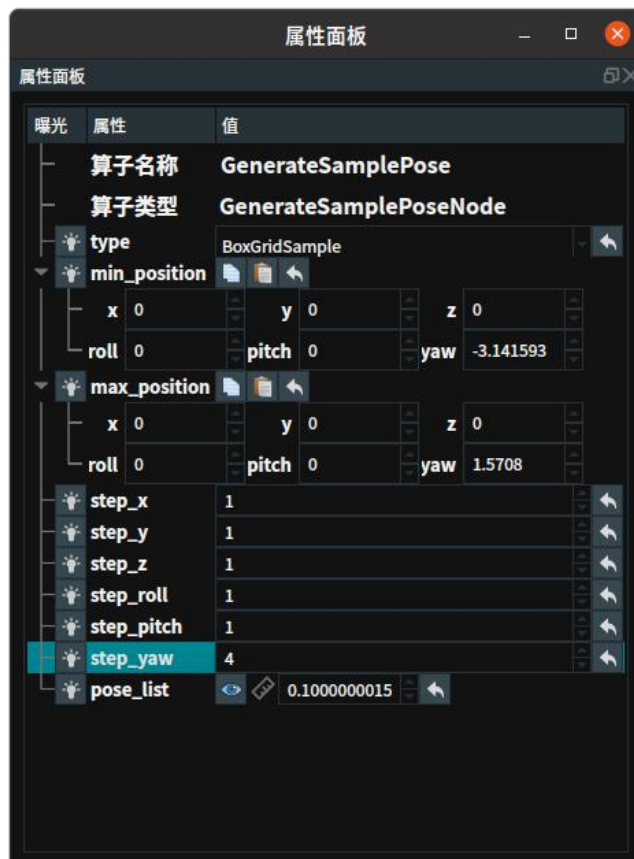 属性面板
属性面板
曝光 属性 值
算子名称 GenerateSamplePose
算子类型 GenerateSamplePoseNode
type BoxGridSample
min_position
x 0 y 0 z 0
roll 0 pitch 0 yaw -3.141593
max_position
x 0 y 0 z 0
roll 0 pitch 0 yaw 1.5708
step_x 1
step_y 1
step_z 1
step_roll 1
step_pitch 1
step_yaw 4
pose_list 0.1000000015